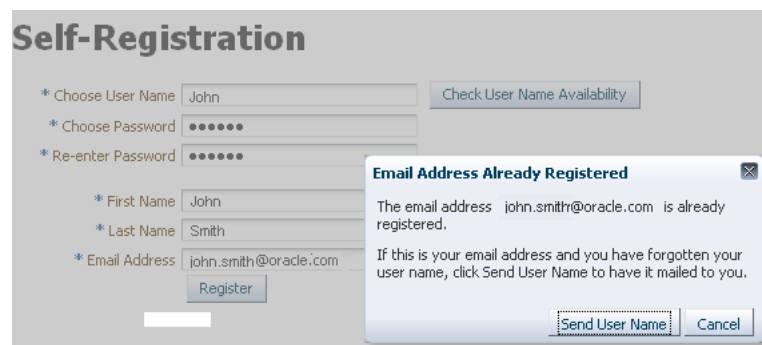 Self-Registration
* Choose User Name John Check User Name Availability
* Choose Password ●●●●●●
* Re-enter Password ●●●●●●
* First Name John
* Last Name Smith
* Email Address john.smith@oracle.com
Register
Email Address Already Registered
The email address john.smith@oracle.com is already
registered.
If this is your email address and you have forgotten your
user name, click Send User Name to have it mailed to you.
Send User Name Cancel